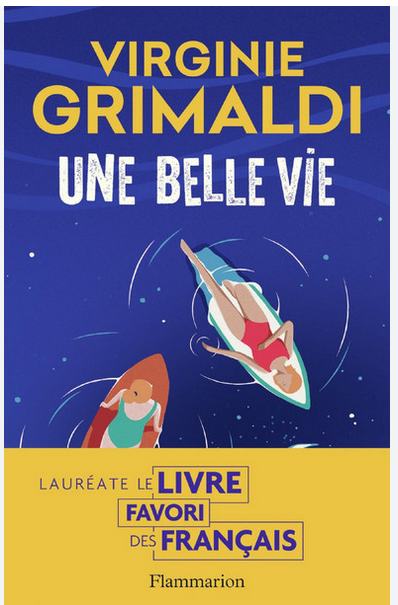 VIRGINIE
GRIMALDI
UNE BELLE VIE
LAURÉATE LE LIVRE
FAVORI
DES FRANÇAIS
Flammarion